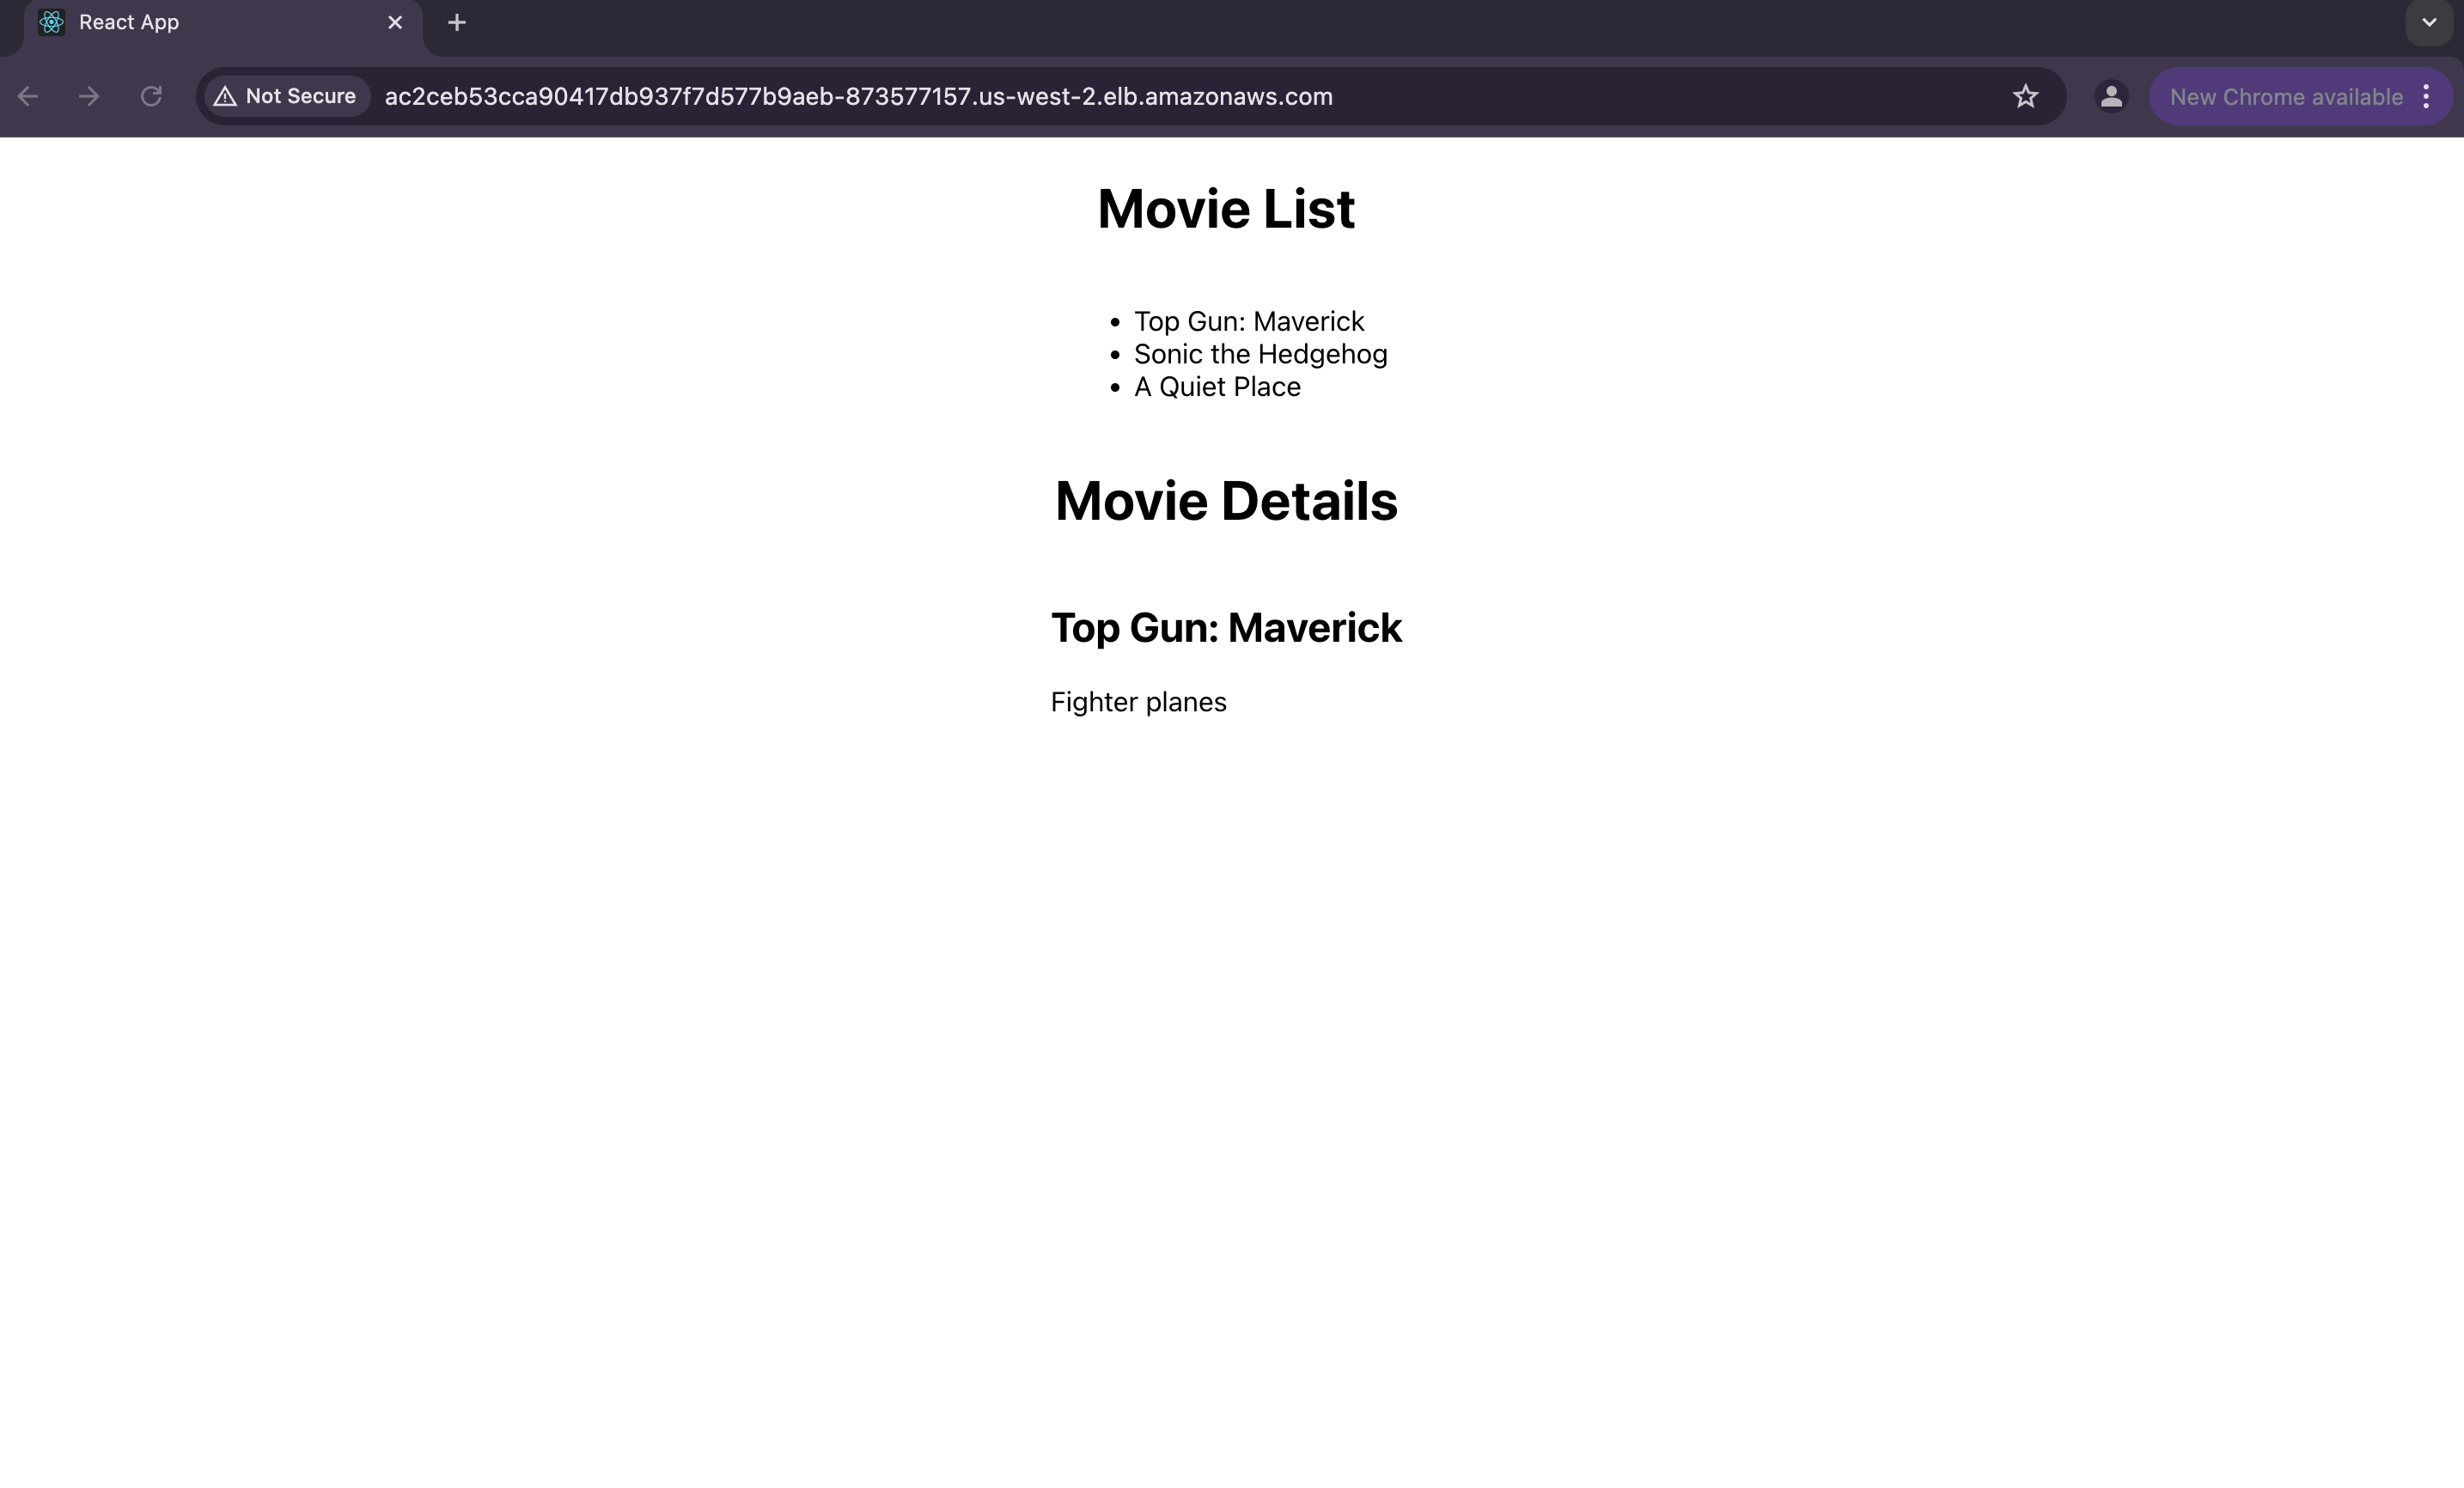 React App
Not Secure
ac2ceb53cca90417db937f7d577b9aeb-873577157.us-west-2.elb.amazonaws.com
New Chrome available
Movie List
Top Gun: Maverick
Sonic the Hedgehog
A Quiet Place
Movie Details
Top Gun: Maverick
Fighter planes